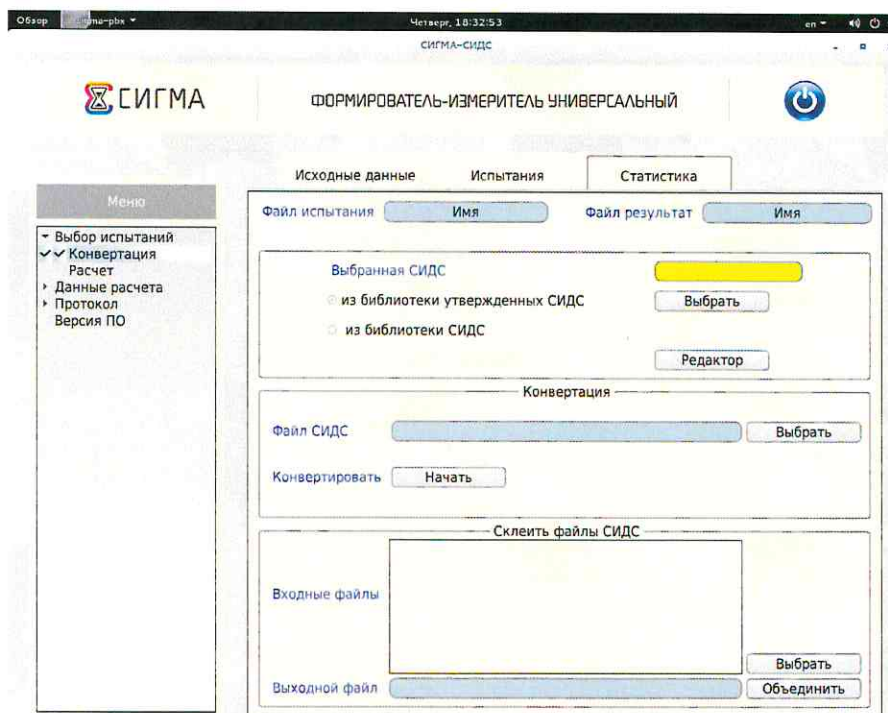 Обзор
Четверг, 18:32:53
en
СИГМА-СИДС
СИГМА
ФОРМИРОВАТЕЛЬ-ИЗМЕРИТЕЛЬ УНИВЕРСАЛЬНЫЙ
Исходные данные Испытания Статистика
Меню
Выбор испытаний
Конвертация
Расчет
Данные расчета
Протокол
Версия ПО
Файл испытания Имя Файл результат Имя
Выбранная СИДС
из библиотеки утвержденных СИДС Выбрать
из библиотеки СИДС
Редактор
Конвертация
Файл СИДС Выбрать
Конвертировать Начать
Склеить файлы СИДС
Входные файлы
Выбрать
Выходной файл Объединить